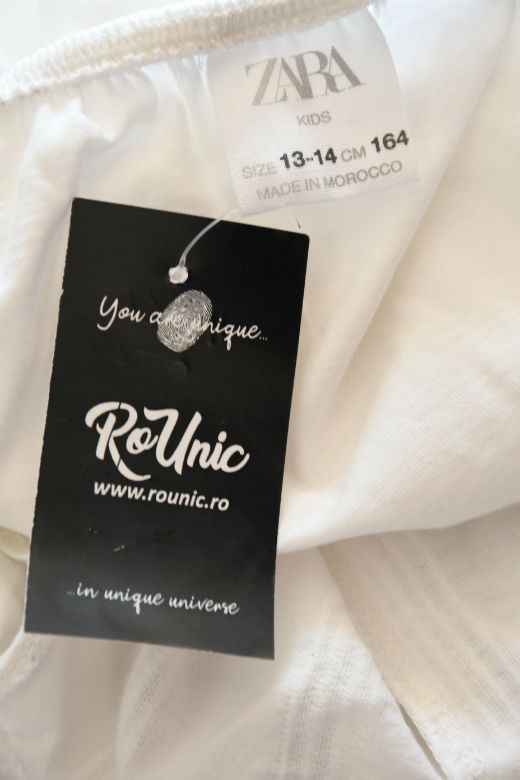 ZARA
KIDS
SIZE 13-14 CM 164
MADE IN MOROCCO
You are unique...
RoUnic
www.rounic.ro
...in unique universe